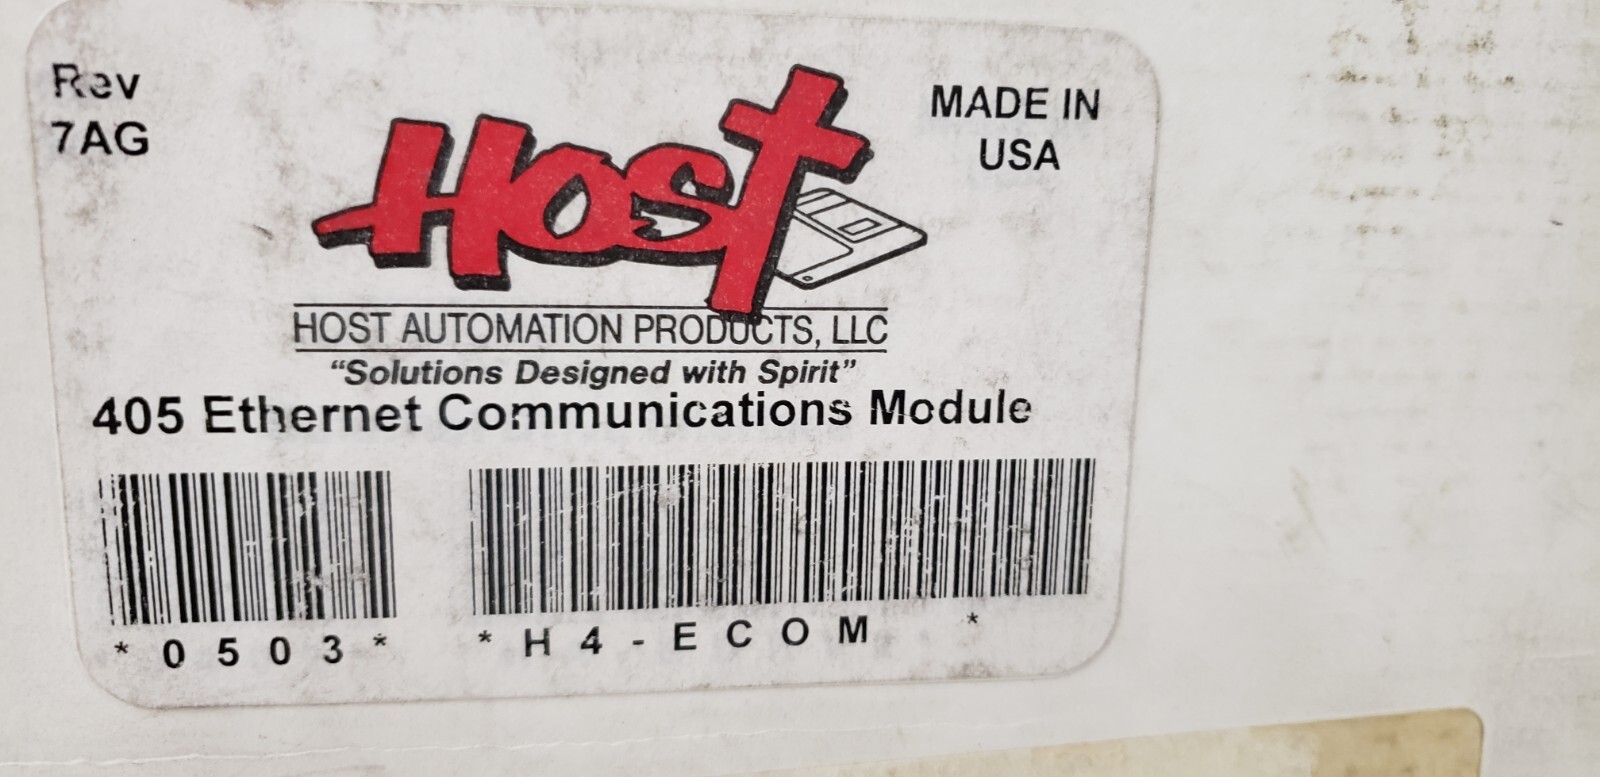 Rev
7AG
Host
MADE IN
USA
HOST AUTOMATION PRODUCTS, LLC
“Solutions Designed with Spirit”
405 Ethernet Communications Module
*0503*
*H4-ECOM *